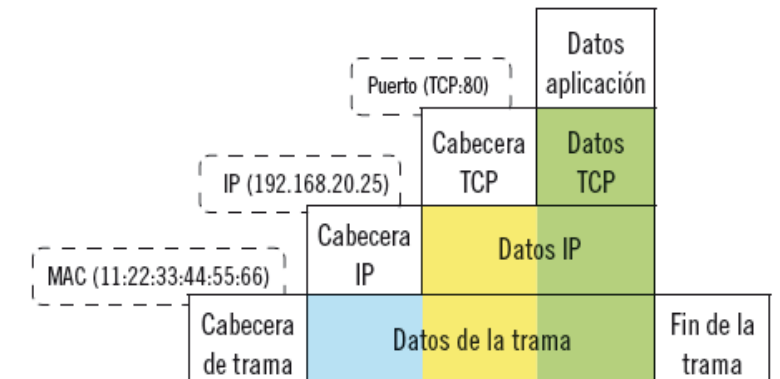 Datos
aplicación
Puerto (TCP:80)
Cabecera
TCP
Datos
TCP
IP (192.168.20.25)
Cabecera
IP
Datos IP
MAC (11:22:33:44:55:66)
Cabecera
de trama
Datos de la trama
Fin de la
trama